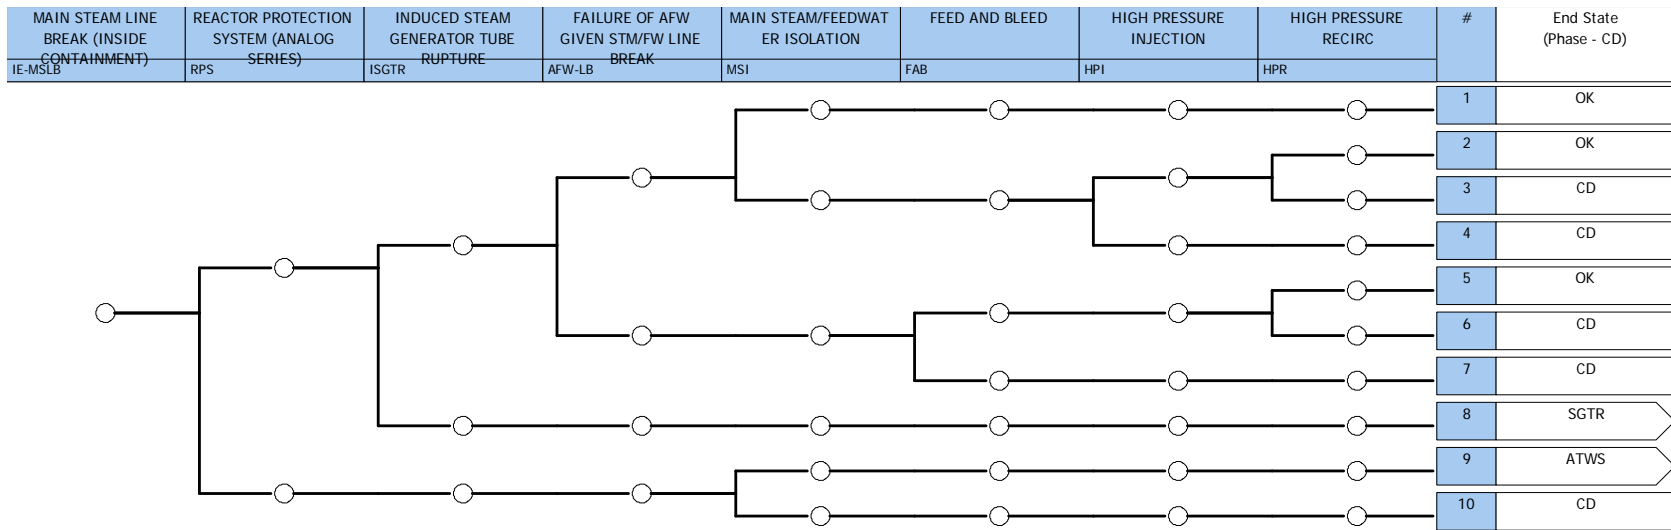 MAIN STEAM LINE
BREAK (INSIDE
CONTAINMENT)
IE-MSLB
REACTOR PROTECTION
SYSTEM (ANALOG
SERIES)
RPS
INDUCED STEAM
GENERATOR TUBE
RUPTURE
ISGTR
FAILURE OF AFW
GIVEN STM/FW LINE
BREAK
AFW-LB
MAIN STEAM/FEEDWAT
ER ISOLATION
MSI
FEED AND BLEED
FAB
HIGH PRESSURE
INJECTION
HPI
HIGH PRESSURE
RECIRC
HPR
#
End State
(Phase - CD)
1 OK
2 OK
3 CD
4 CD
5 OK
6 CD
7 CD
8 SGTR
9 ATWS
10 CD